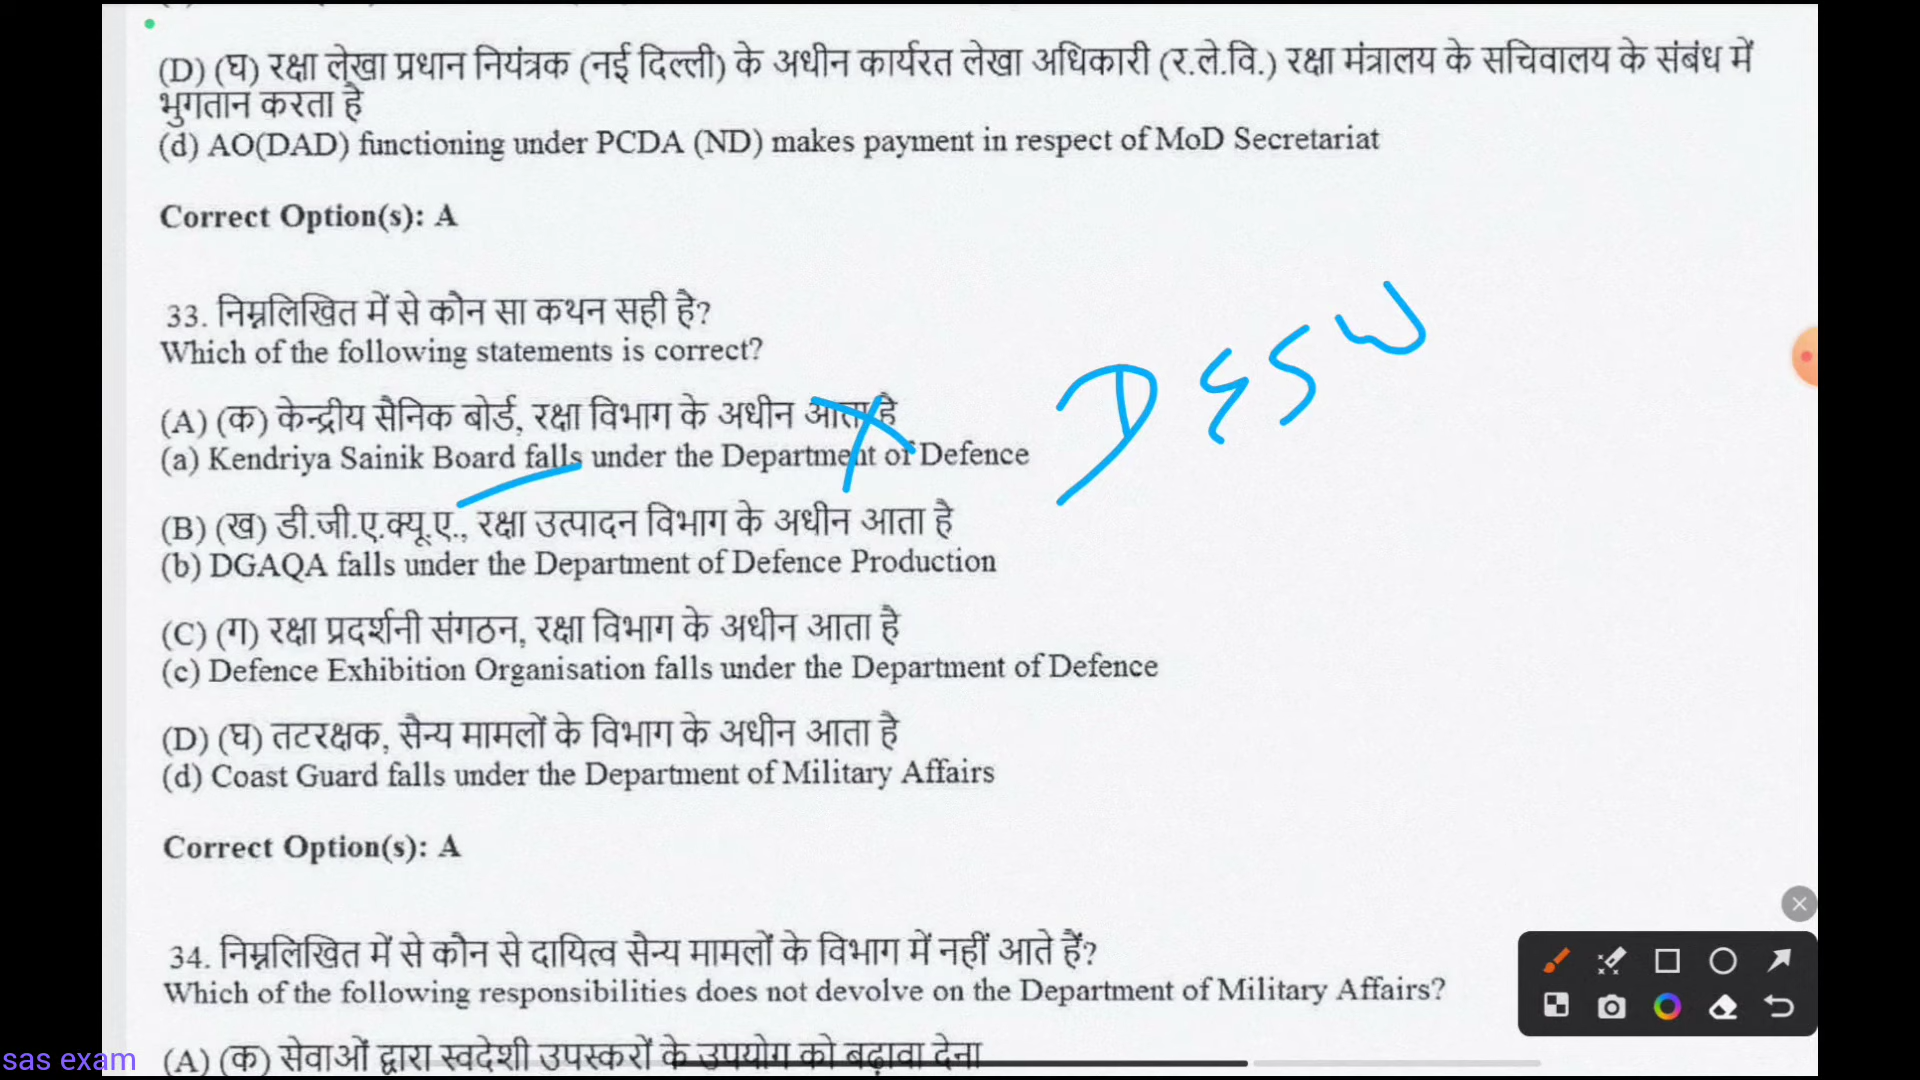 (D) (घ) रक्षा लेखा प्रधान नियंत्रक (नई दिल्ली) के अधीन कार्यरत लेखा अधिकारी (र.ले.वि.) रक्षा मंत्रालय के सचिवालय के संबंध में
भुगतान करता है
(d) AO(DAD) functioning under PCDA (ND) makes payment in respect of MoD Secretariat
Correct Option(s): A
33. निम्नलिखित में से कौन सा कथन सही है?
Which of the following statements is correct?
DESW
(A) (क) केन्द्रीय सैनिक बोर्ड, रक्षा विभाग के अधीन आता है
(a) Kendriya Sainik Board falls under the Department of Defence
(B) (ख) डी.जी.ए.क्यू.ए., रक्षा उत्पादन विभाग के अधीन आता है
(b) DGAQA falls under the Department of Defence Production
(C) (ग) रक्षा प्रदर्शनी संगठन, रक्षा विभाग के अधीन आता है
(c) Defence Exhibition Organisation falls under the Department of Defence
(D) (घ) तटरक्षक, सैन्य मामलों के विभाग के अधीन आता है
(d) Coast Guard falls under the Department of Military Affairs
Correct Option(s): A
34. निम्नलिखित में से कौन से दायित्व सैन्य मामलों के विभाग में नहीं आते हैं?
Which of the following responsibilities does not devolve on the Department of Military Affairs?
(A) (क) सेवाओं द्वारा स्वदेशी उपस्करों के उपयोग को बढ़ावा देना
sas exam